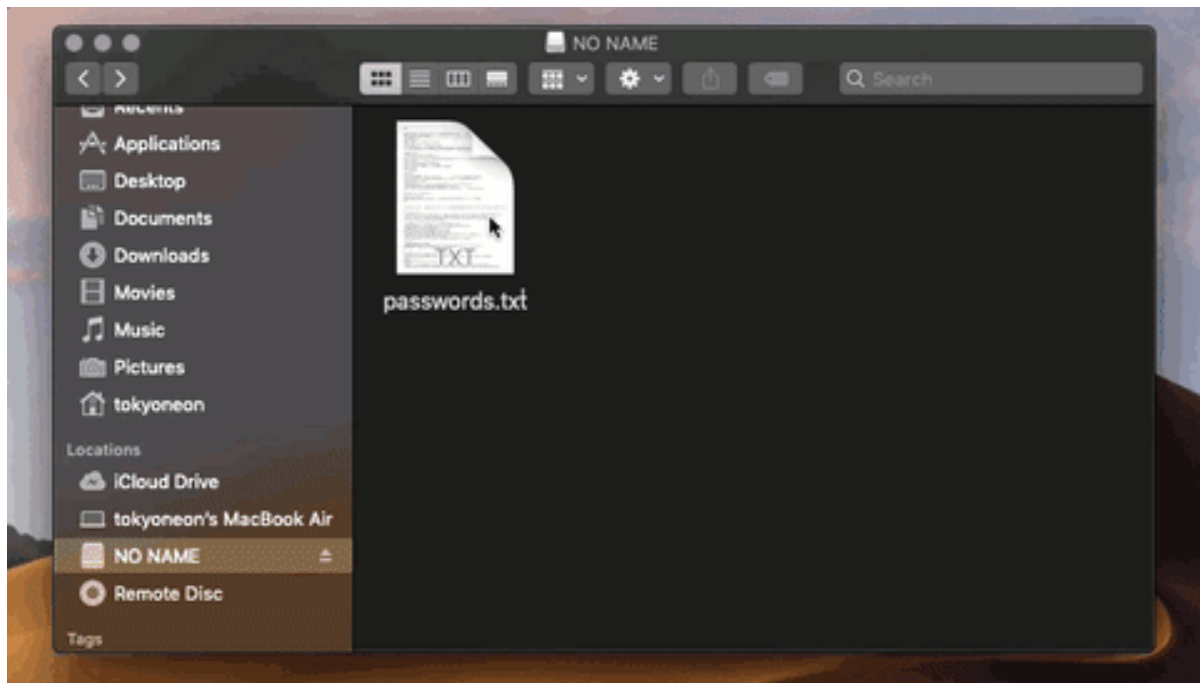 NO NAME
Search
Recents
Applications
Desktop
Documents
Downloads
Movies
Music
Pictures
tokyoneon
Locations
iCloud Drive
tokyoneon's MacBook Air
NO NAME
Remote Disc
Tags
TXT
passwords.txt